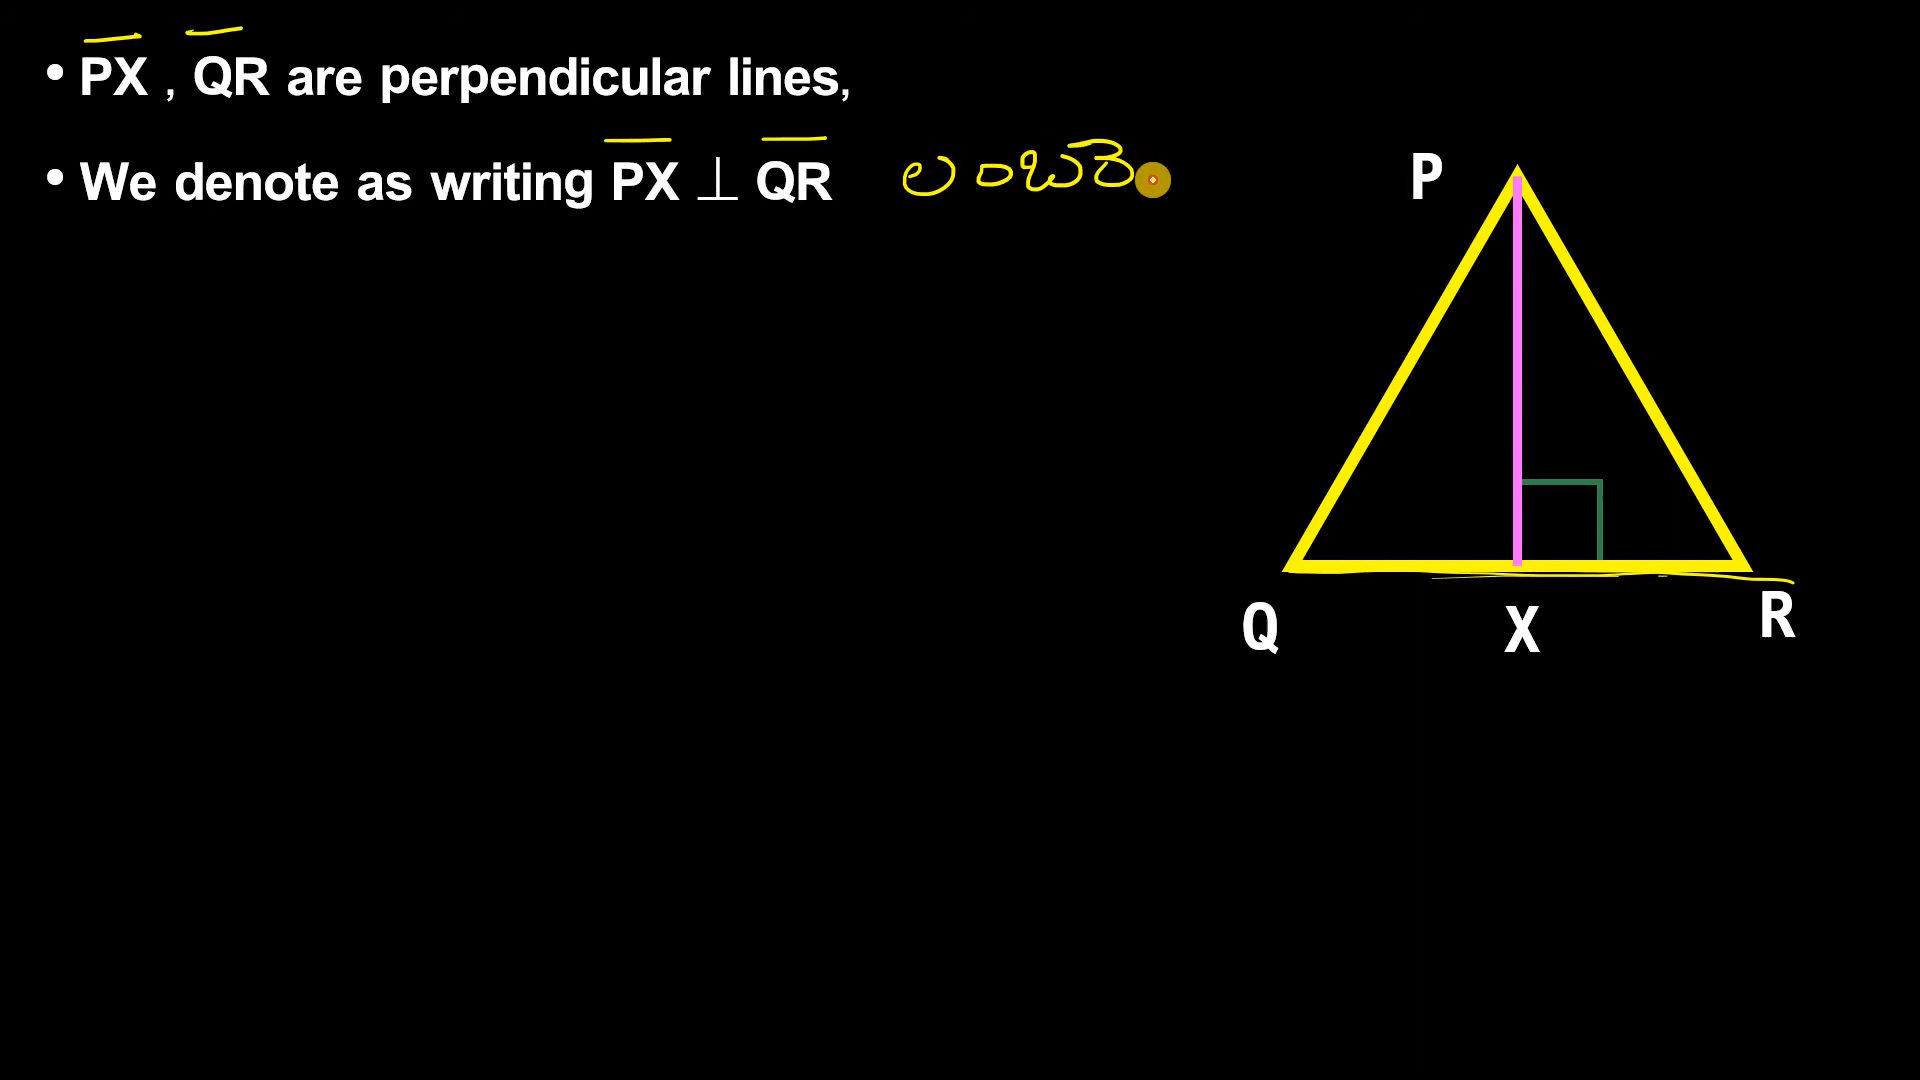 • PX , QR are perpendicular lines,
• We denote as writing PX ⊥ QR
P
Q
X
R